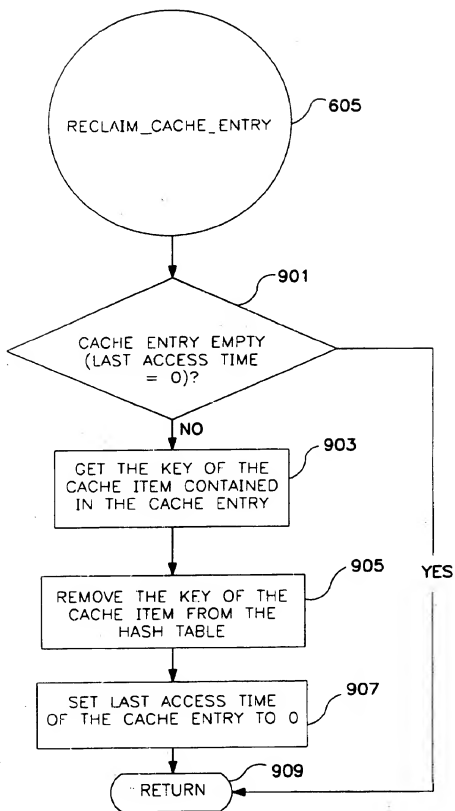 605
RECLAIM_CACHE_ENTRY
901
CACHE ENTRY EMPTY
(LAST ACCESS TIME
= 0)?
NO
903
GET THE KEY OF THE
CACHE ITEM CONTAINED
IN THE CACHE ENTRY
905
YES
REMOVE THE KEY OF THE
CACHE ITEM FROM THE
HASH TABLE
907
SET LAST ACCESS TIME
OF THE CACHE ENTRY TO 0
909
RETURN